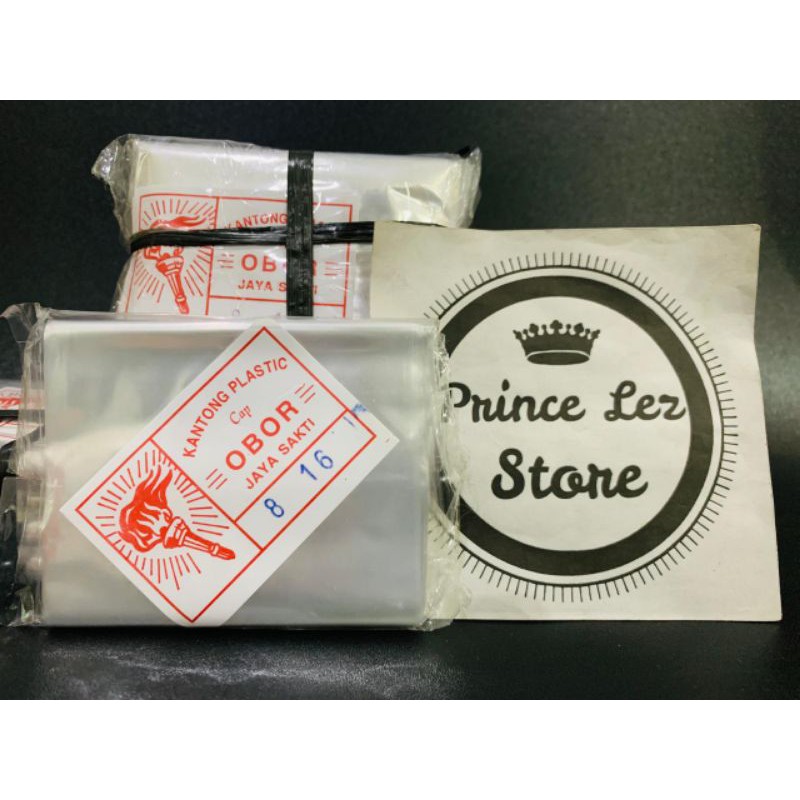 KANTONG
OBOR
JAYA
KANTONG PLASTIC
Cap
OBOR
JAYA SAKTI
8 16
Prince Lez
Store